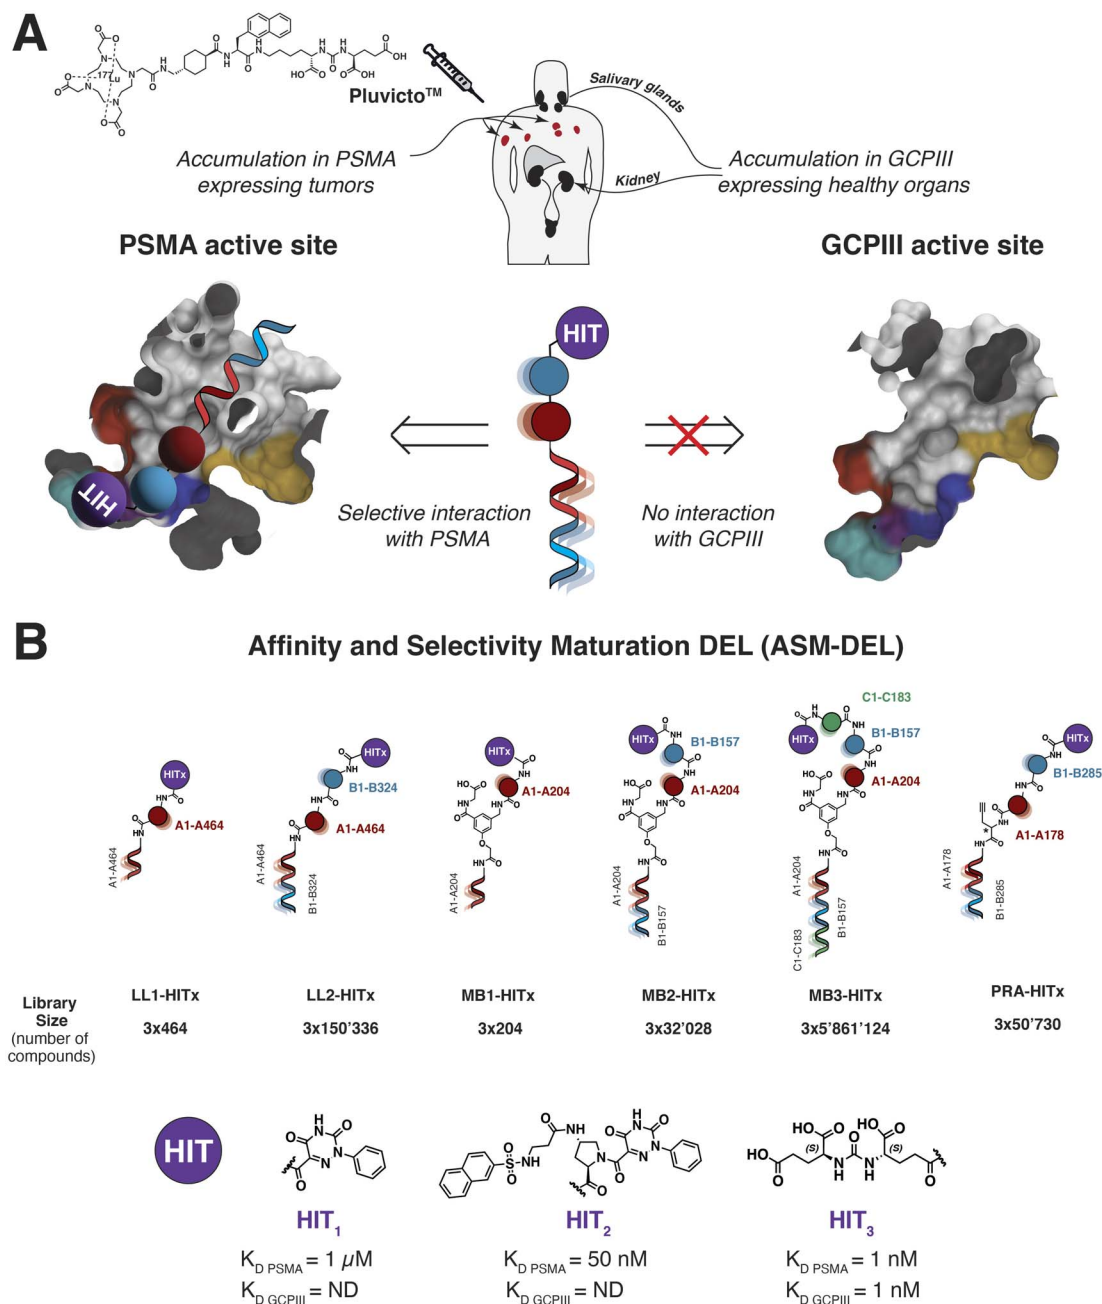 A
Pluvicto™
177Lu
Salivary glands
Accumulation in PSMA
expressing tumors
Kidney
Accumulation in GCPIII
expressing healthy organs
PSMA active site
GCPIII active site
HIT
HIT
Selective interaction
with PSMA
No interaction
with GCPIII
B
Affinity and Selectivity Maturation DEL (ASM-DEL)
HITx
A1-A464
A1-A464
HITx
B1-B324
A1-A464
A1-A464
B1-B324
HITx
A1-A204
A1-A204
HITx
B1-B157
A1-A204
A1-A204
B1-B157
C1-C183
HITx
B1-B157
A1-A204
A1-A204
B1-B157
C1-C183
HITx
B1-B285
A1-A178
*
A1-A178
B1-B285
Library
Size
(number of
compounds)
LL1-HITx
LL2-HITx
MB1-HITx
MB2-HITx
MB3-HITx
PRA-HITx
3x464
3x150'336
3x204
3x32'028
3x5'861'124
3x50'730
HIT
(S)
(S)
HIT1
HIT2
HIT3
KD PSMA = 1 µM
KD PSMA = 50 nM
KD PSMA = 1 nM
KD GCPIII = ND
KD GCPIII = ND
KD GCPIII = 1 nM